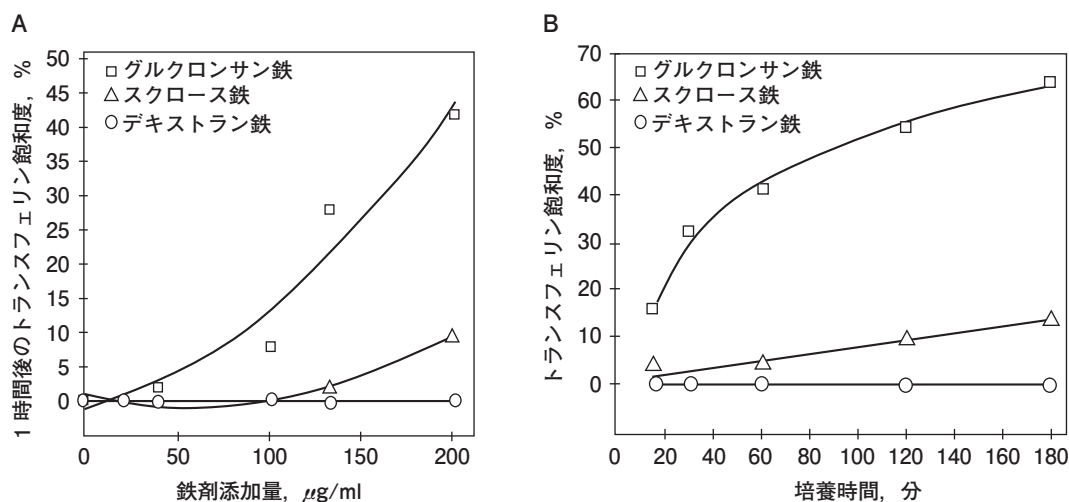 A
1時間後のトランスフェリン飽和度，%
50
45
40
35
30
25
20
15
10
5
0
-5
□ グルクロンサン鉄
△ スクロース鉄
○ デキストラン鉄
0 50 100 150 200
鉄剤添加量，μg/ml
B
トランスフェリン飽和度，%
70
60
50
40
30
20
10
0
□ グルクロンサン鉄
△ スクロース鉄
○ デキストラン鉄
0 20 40 60 80 100 120 140 160 180
培養時間，分